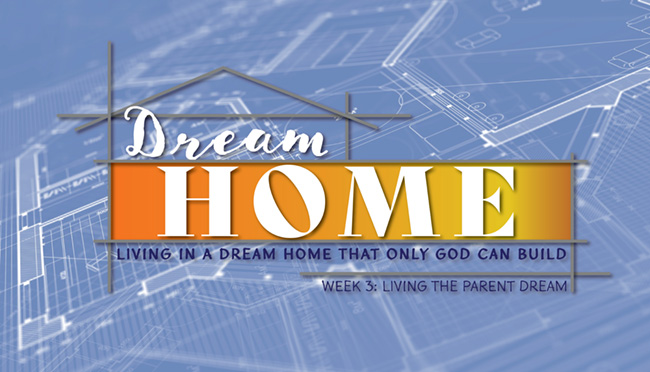 Dream
HOME
LIVING IN A DREAM HOME THAT ONLY GOD CAN BUILD
WEEK 3: LIVING THE PARENT DREAM